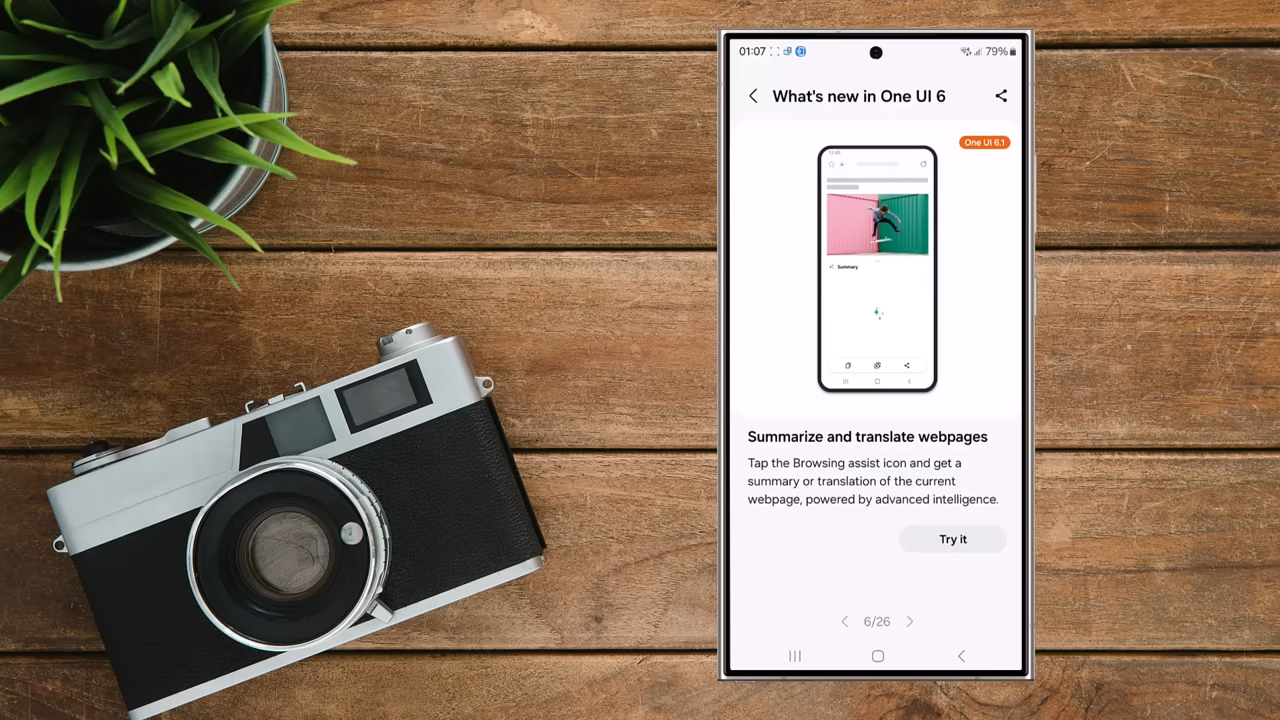 01:07
79%
What's new in One UI 6
One UI 6.1
12:45
Summary
Summarize and translate webpages
Tap the Browsing assist icon and get a
summary or translation of the current
webpage, powered by advanced intelligence.
Try it
6/26